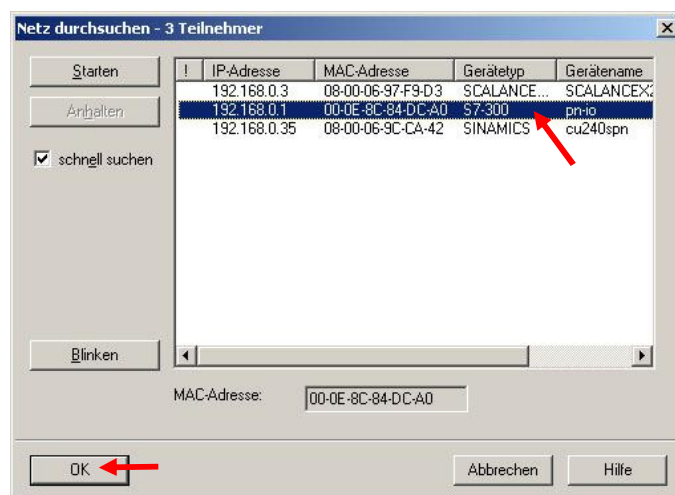 Netz durchsuchen - 3 Teilnehmer
Starten
Anhalten
schnell suchen
Blinken
! IP-Adresse MAC-Adresse Gerätetyp Gerätename
192.168.0.3 08-00-06-97-F9-D3 SCALANCE... SCALANCEX2
192.168.0.1 00-0E-8C-84-DC-A0 S7-300 pn-io
192.168.0.35 08-00-06-9C-CA-42 SINAMICS cu240spn
MAC-Adresse: 00-0E-8C-84-DC-A0
OK Abbrechen Hilfe